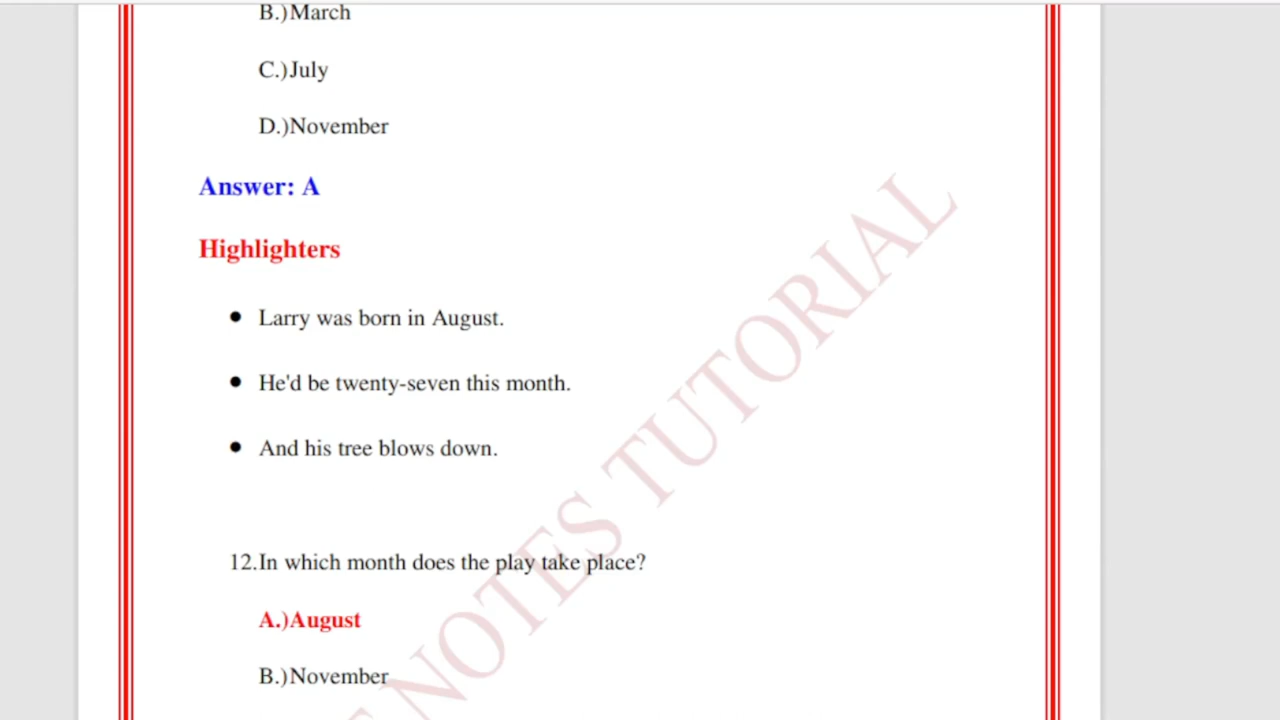 B.)March
C.)July
D.)November
Answer: A
Highlighters
Larry was born in August.
He'd be twenty-seven this month.
And his tree blows down.
12.In which month does the play take place?
A.)August
B.)November
NOTES TUTORIAL